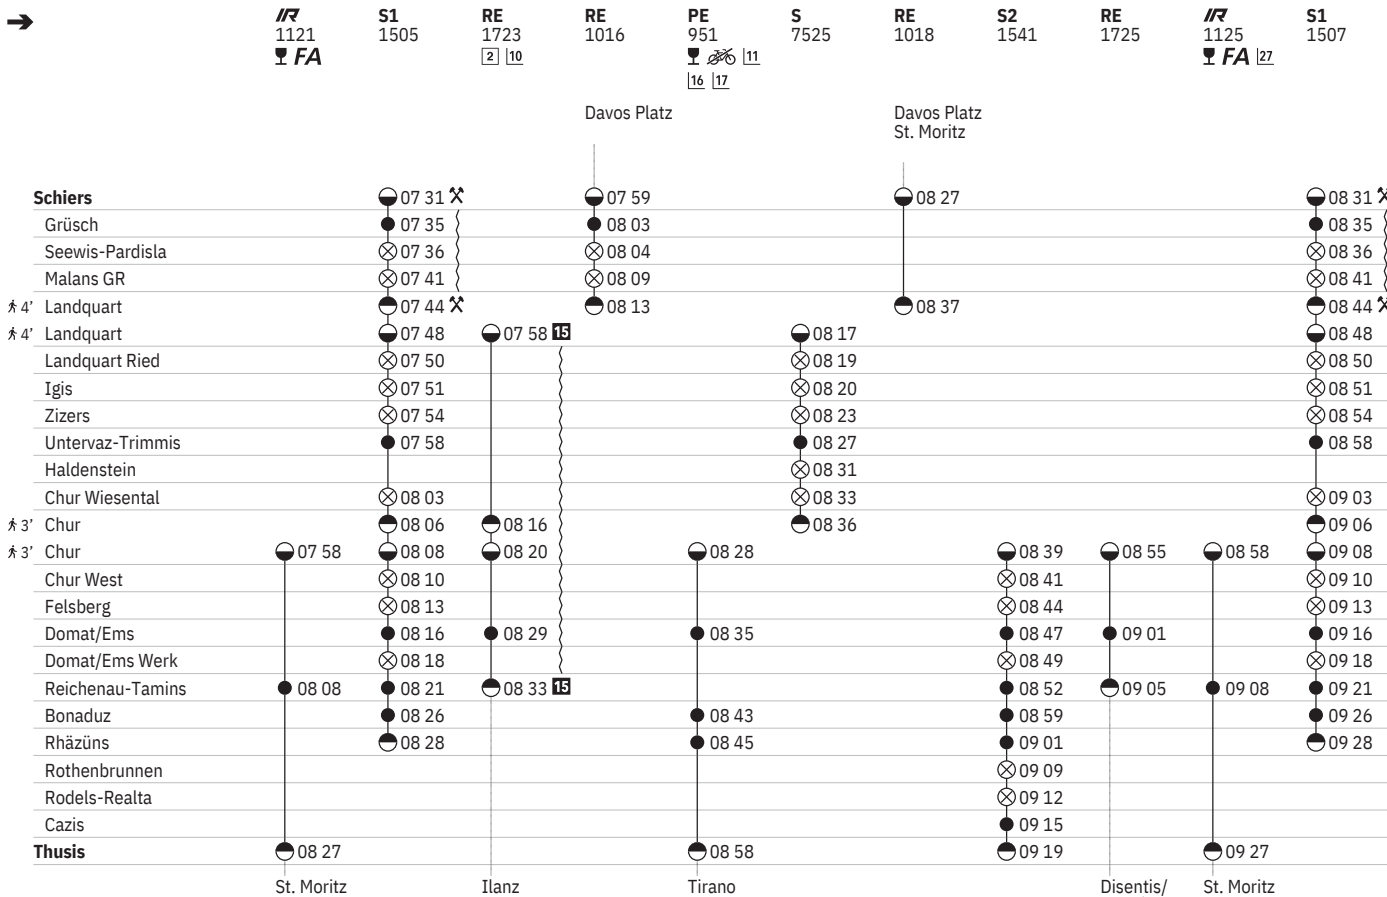 IR S1 RE RE PE S RE S2 RE IR S1
1121 1505 1723 1016 951 7525 1018 1541 1725 1125 1507
FA 2 10 11 FA 27
16 17
Davos Platz Davos Platz
St. Moritz
Schiers 07 31 07 59 08 27 08 31
Grüsch 07 35 08 03 08 35
Seewis-Pardisla 07 36 08 04 08 36
Malans GR 07 41 08 09 08 41
4' Landquart 07 44 08 13 08 37 08 44
4' Landquart 07 48 07 58 15 08 17 08 48
Landquart Ried 07 50 08 19 08 50
Igis 07 51 08 20 08 51
Zizers 07 54 08 23 08 54
Untervaz-Trimmis 07 58 08 27 08 58
Haldenstein 08 31
Chur Wiesental 08 03 08 33 09 03
3' Chur 08 06 08 16 08 36 09 06
3' Chur 07 58 08 08 08 20 08 28 08 39 08 55 08 58 09 08
Chur West 08 10 08 41 09 10
Felsberg 08 13 08 44 09 13
Domat/Ems 08 16 08 29 08 35 08 47 09 01 09 16
Domat/Ems Werk 08 18 08 49 09 18
Reichenau-Tamins 08 08 08 21 08 33 15 08 52 09 05 09 08 09 21
Bonaduz 08 26 08 43 08 59 09 26
Rhäzüns 08 28 08 45 09 01 09 28
Rothenbrunnen 09 09
Rodels-Realta 09 12
Cazis 09 15
Thusis 08 27 08 58 09 19 09 27
St. Moritz Ilanz Tirano Disentis/ St. Moritz